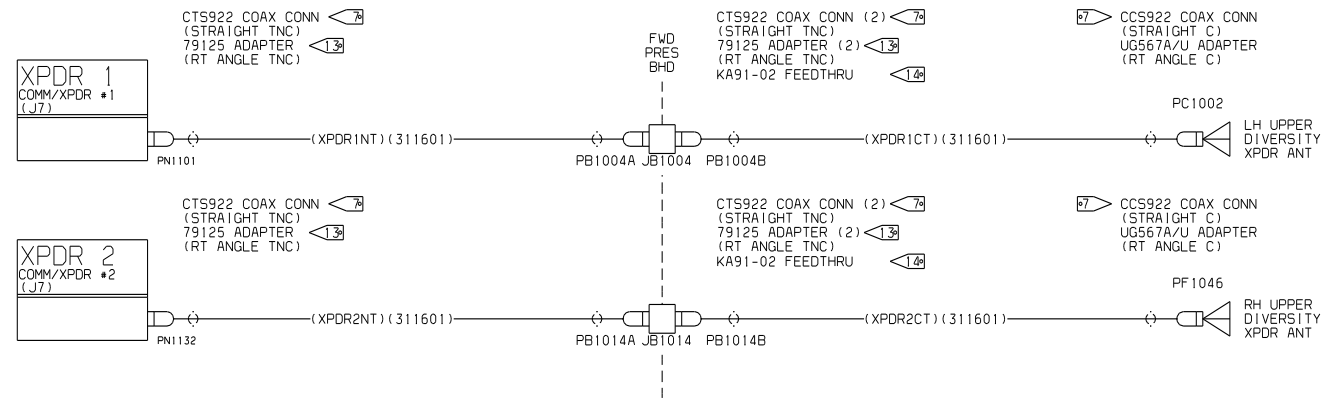 CTS922 COAX CONN 7
(STRAIGHT TNC)
79125 ADAPTER 13
(RT ANGLE TNC)
FWD
PRES
BHD
CTS922 COAX CONN (2) 7
(STRAIGHT TNC)
79125 ADAPTER (2) 13
(RT ANGLE TNC)
KA91-02 FEEDTHRU 14
7 CCS922 COAX CONN
(STRAIGHT C)
UG567A/U ADAPTER
(RT ANGLE C)
XPDR 1
COMM/XPDR #1
(J7)
PN1101
(XPDR1NT)(311601)
PB1004A JB1004 PB1004B
(XPDR1CT)(311601)
PC1002
LH UPPER
DIVERSITY
XPDR ANT
CTS922 COAX CONN 7
(STRAIGHT TNC)
79125 ADAPTER 13
(RT ANGLE TNC)
CTS922 COAX CONN (2) 7
(STRAIGHT TNC)
79125 ADAPTER (2) 13
(RT ANGLE TNC)
KA91-02 FEEDTHRU 14
7 CCS922 COAX CONN
(STRAIGHT C)
UG567A/U ADAPTER
(RT ANGLE C)
XPDR 2
COMM/XPDR #2
(J7)
PN1132
(XPDR2NT)(311601)
PB1014A JB1014 PB1014B
(XPDR2CT)(311601)
PF1046
RH UPPER
DIVERSITY
XPDR ANT